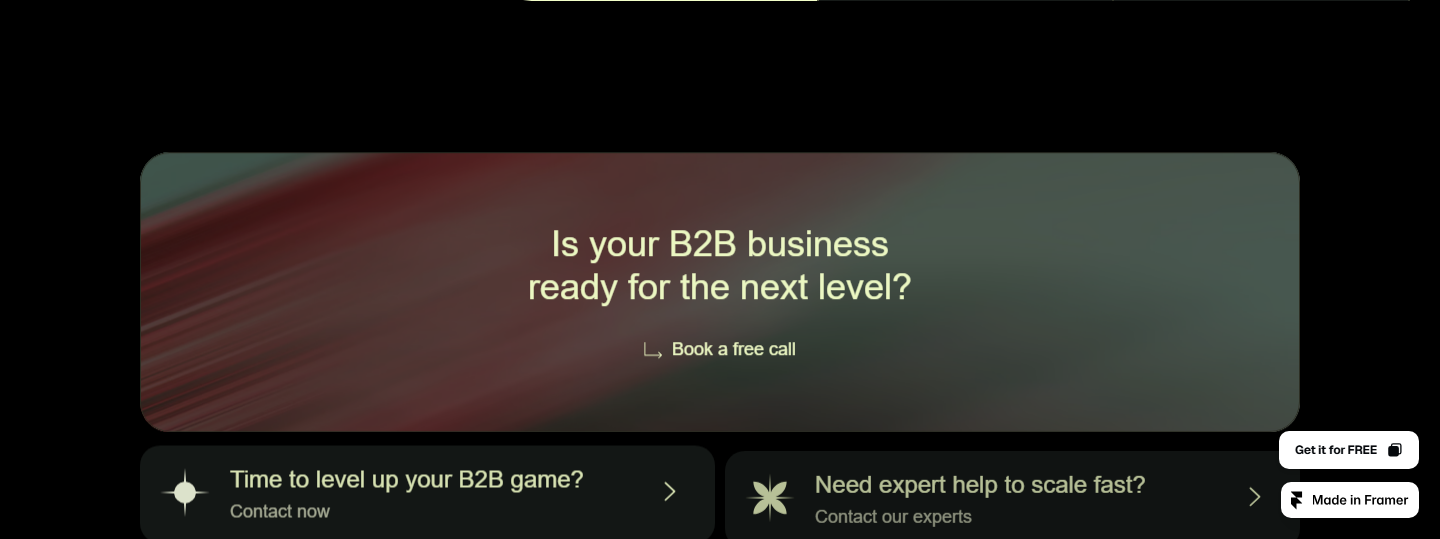 Is your B2B business
ready for the next level?
Book a free call
Time to level up your B2B game?
Contact now
Need expert help to scale fast?
Contact our experts
Get it for FREE
Made in Framer